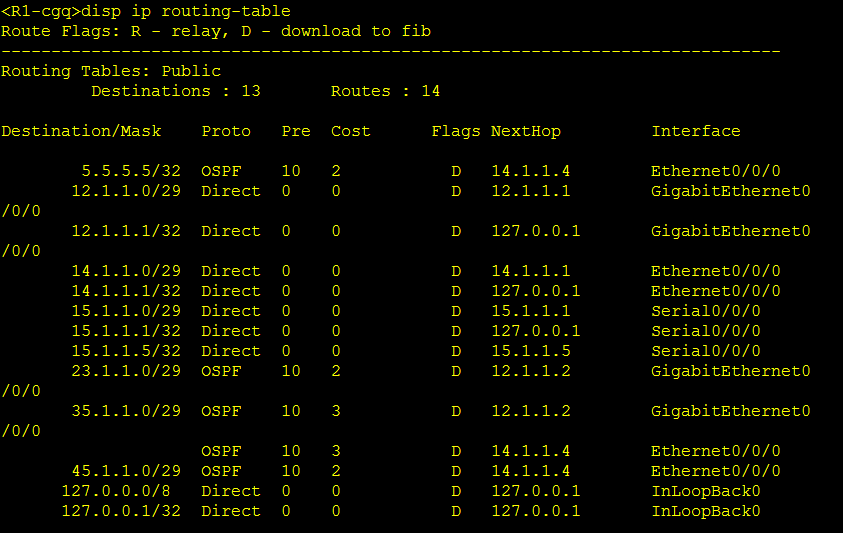 <R1-cgq>disp ip routing-table
Route Flags: R - relay, D - download to fib
------------------------------------------------------------------------------
Routing Tables: Public
         Destinations : 13       Routes : 14

Destination/Mask    Proto   Pre  Cost         Flags NextHop         Interface

        5.5.5.5/32  OSPF    10   2              D   14.1.1.4        Ethernet0/0/0
       12.1.1.0/29  Direct  0    0              D   12.1.1.1        GigabitEthernet0
/0/0
       12.1.1.1/32  Direct  0    0              D   127.0.0.1       GigabitEthernet0
/0/0
       14.1.1.0/29  Direct  0    0              D   14.1.1.1        Ethernet0/0/0
       14.1.1.1/32  Direct  0    0              D   127.0.0.1       Ethernet0/0/0
       15.1.1.0/29  Direct  0    0              D   15.1.1.1        Serial0/0/0
       15.1.1.1/32  Direct  0    0              D   127.0.0.1       Serial0/0/0
       15.1.1.5/32  Direct  0    0              D   15.1.1.5        Serial0/0/0
       23.1.1.0/29  OSPF    10   2              D   12.1.1.2        GigabitEthernet0
/0/0
       35.1.1.0/29  OSPF    10   3              D   12.1.1.2        GigabitEthernet0
/0/0
                    OSPF    10   3              D   14.1.1.4        Ethernet0/0/0
       45.1.1.0/29  OSPF    10   2              D   14.1.1.4        Ethernet0/0/0
      127.0.0.0/8   Direct  0    0              D   127.0.0.1       InLoopBack0
      127.0.0.1/32  Direct  0    0              D   127.0.0.1       InLoopBack0